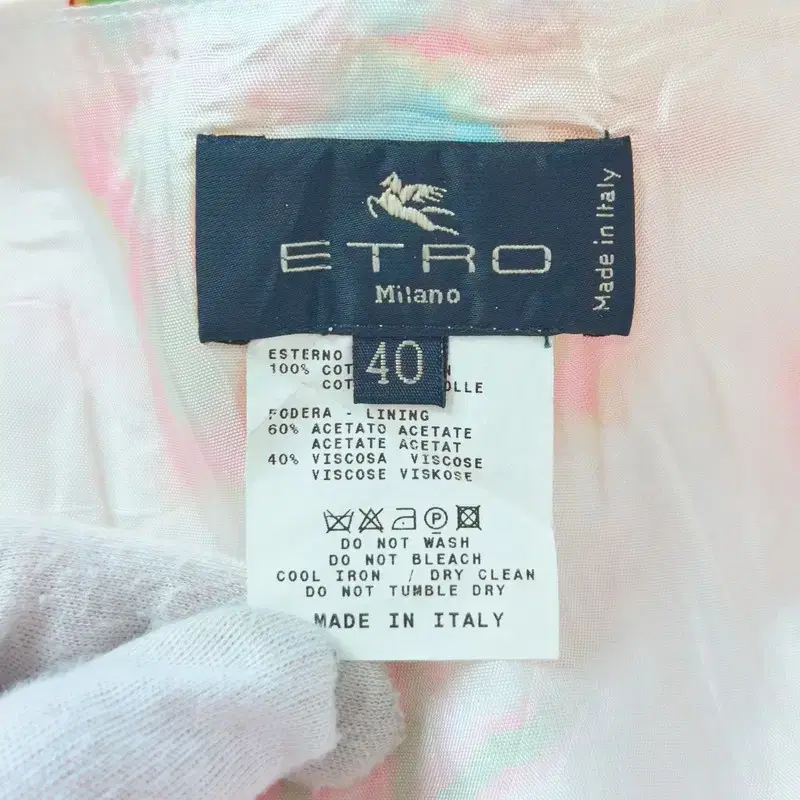 ETRO
Milano
Made in Italy
40
ESTERNO
100% COT N
COT OLLE
FODERA - LINING
60% ACETATO ACETATE
ACETATE ACETAT
40% VISCOSA VISCOSE
VISCOSE VISKOSE
DO NOT WASH
DO NOT BLEACH
COOL IRON / DRY CLEAN
DO NOT TUMBLE DRY
MADE IN ITALY